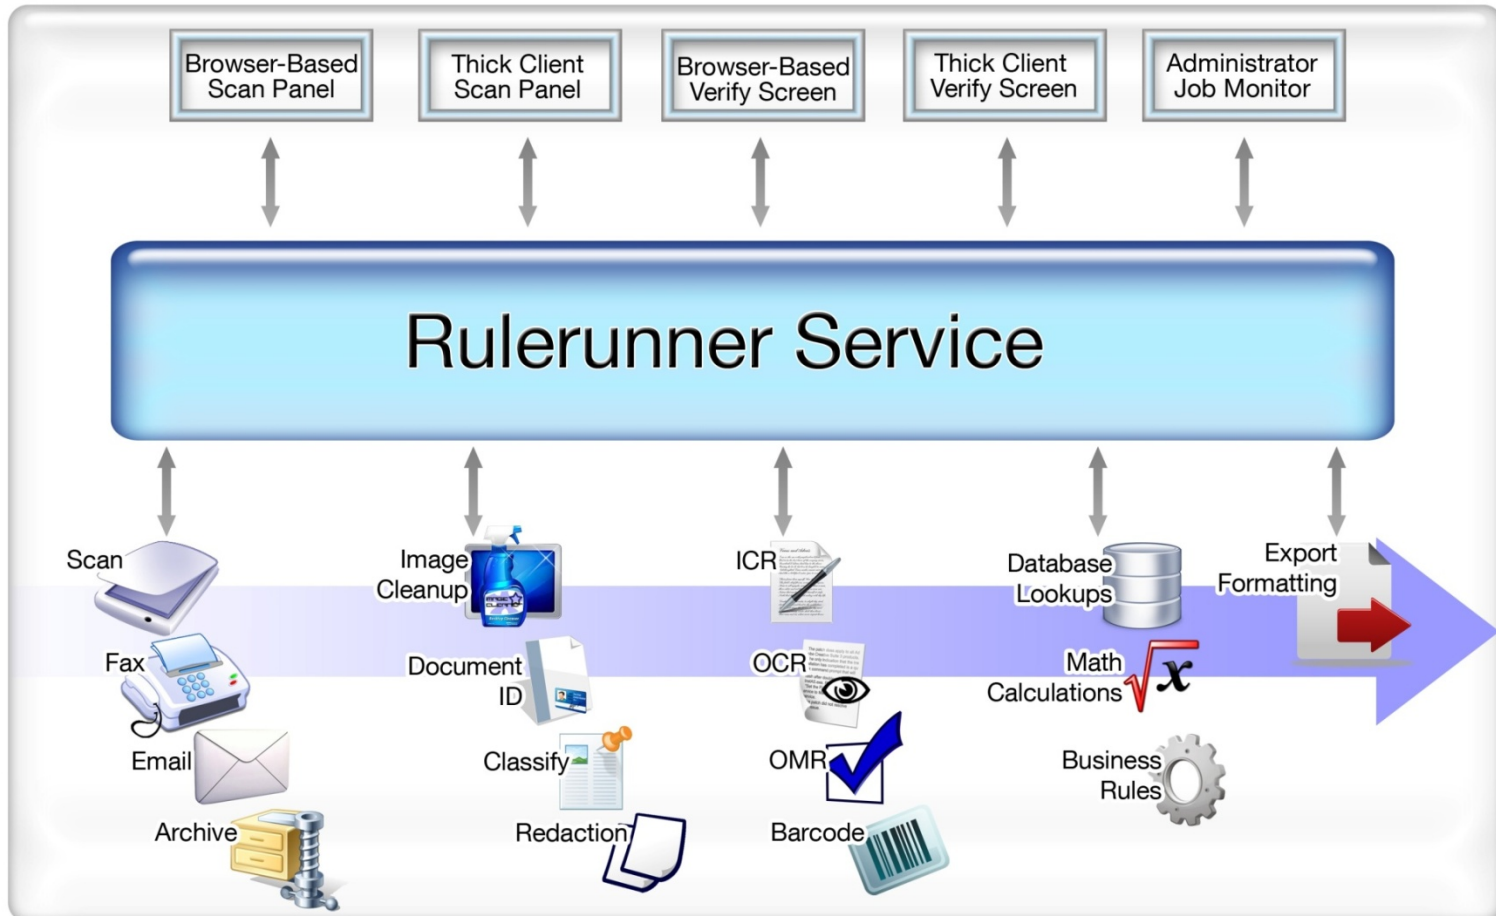 Browser-Based
Scan Panel
Thick Client
Scan Panel
Browser-Based
Verify Screen
Thick Client
Verify Screen
Administrator
Job Monitor
Rulerunner Service
Scan
Fax
Email
Archive
Image
Cleanup
Document
ID
Classify
Redaction
ICR
OCR
OMR
Barcode
Database
Lookups
Math
Calculations
x
Business
Rules
Export
Formatting